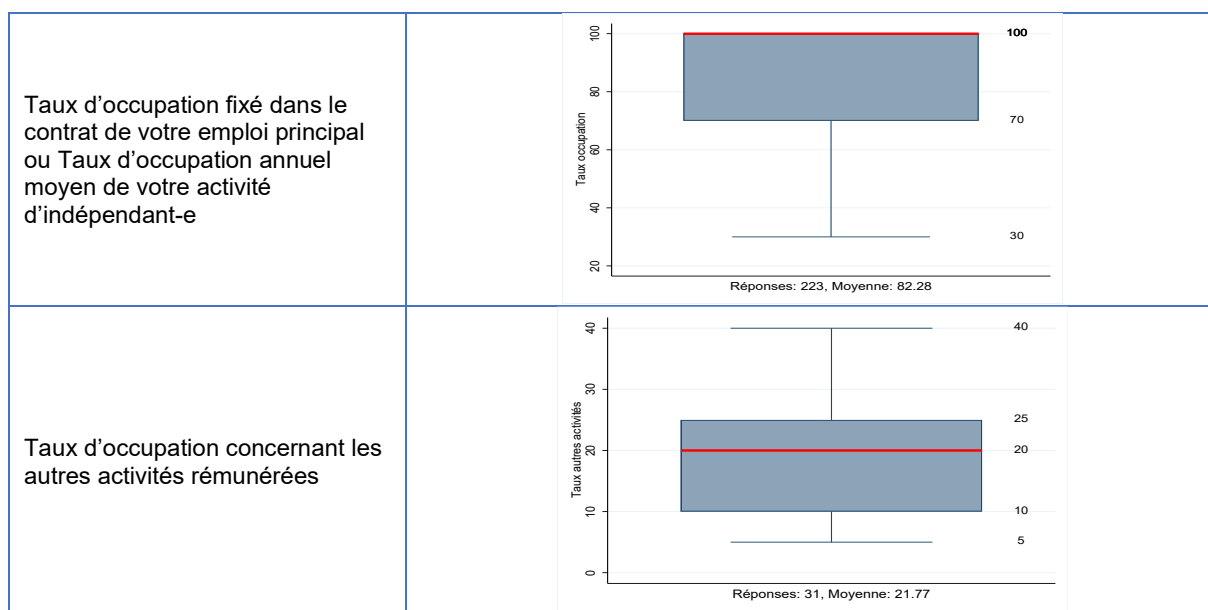 Taux d'occupation fixé dans le
contrat de votre emploi principal
ou Taux d'occupation annuel
moyen de votre activité
d'indépendant-e
Taux occupation
100
80
60
40
20
100
70
30
Réponses: 223, Moyenne: 82.28
Taux d'occupation concernant les
autres activités rémunérées
Taux autres activités
40
30
20
10
0
40
25
20
10
5
Réponses: 31, Moyenne: 21.77